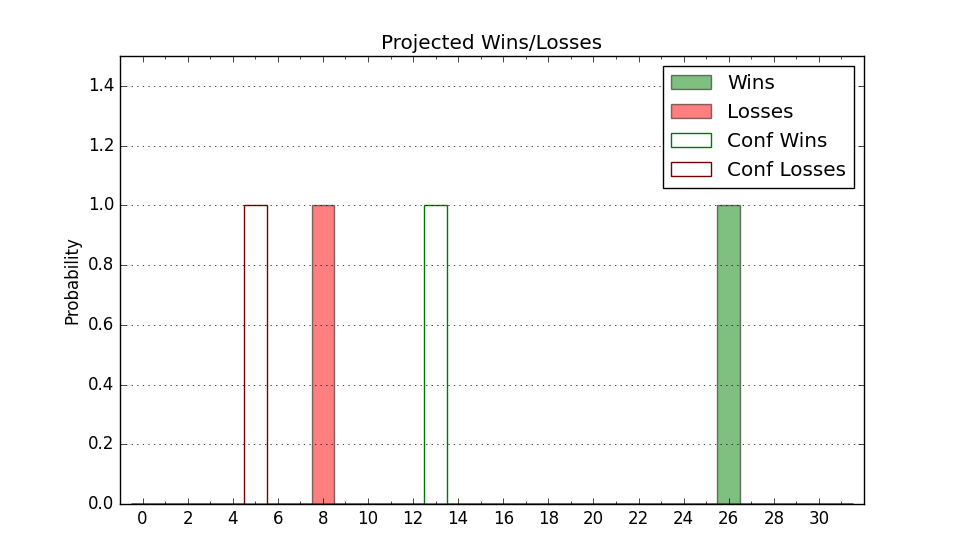 Projected Wins/Losses
1.4
1.2
1.0
0.8
0.6
0.4
0.2
0.0
Probability
Wins
Losses
Conf Wins
Conf Losses
0 2 4 6 8 10 12 14 16 18 20 22 24 26 28 30